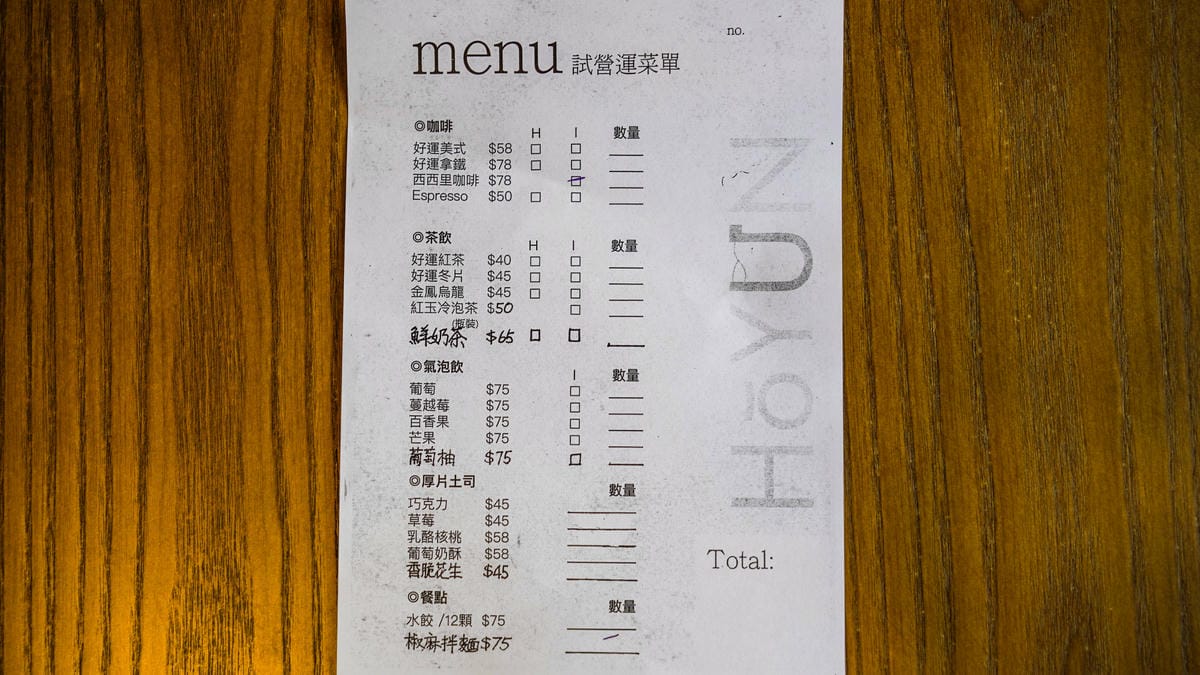 no.
menu 試營運菜單
◎咖啡 H I 數量
好運美式 $58 □ □
好運拿鐵 $78 □ □
西西里咖啡 $78 □
Espresso $50 □ □
◎茶飲 H I 數量
好運紅茶 $40 □ □
好運冬片 $45 □ □
金鳳烏龍 $45 □ □
紅玉冷泡茶 $50 □
(瓶裝)
鮮奶茶 $65 □ □
◎氣泡飲 I 數量
葡萄 $75 □
蔓越莓 $75 □
百香果 $75 □
芒果 $75 □
葡萄柚 $75 □
◎厚片土司 數量
巧克力 $45
草莓 $45
乳酪核桃 $58
葡萄奶酥 $58
香脆花生 $45
◎餐點 數量
水餃 /12顆 $75
椒麻拌麵 $75
HōYUN
Total: